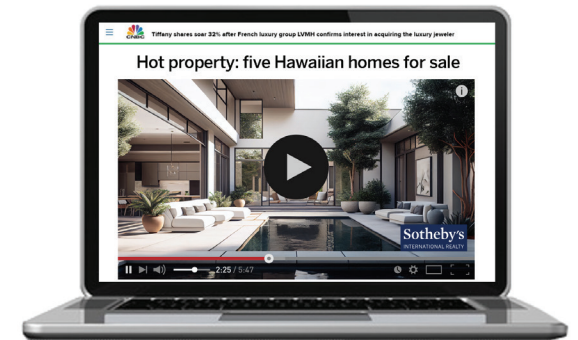 CNBC
Tiffany shares soar 32% after French luxury group LVMH confirms interest in acquiring the luxury jeweler
Hot property: five Hawaiian homes for sale
i
Sotheby's
INTERNATIONAL REALTY
2:25 / 5:47